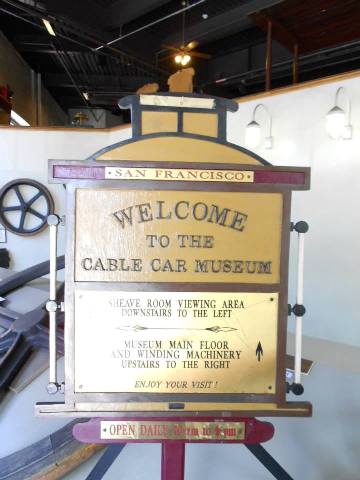 SAN FRANCISCO
WELCOME
TO THE
CABLE CAR MUSEUM
SHEAVE ROOM VIEWING AREA
DOWNSTAIRS TO THE LEFT
MUSEUM MAIN FLOOR
AND WINDING MACHINERY
UPSTAIRS TO THE RIGHT
ENJOY YOUR VISIT!
OPEN DAILY